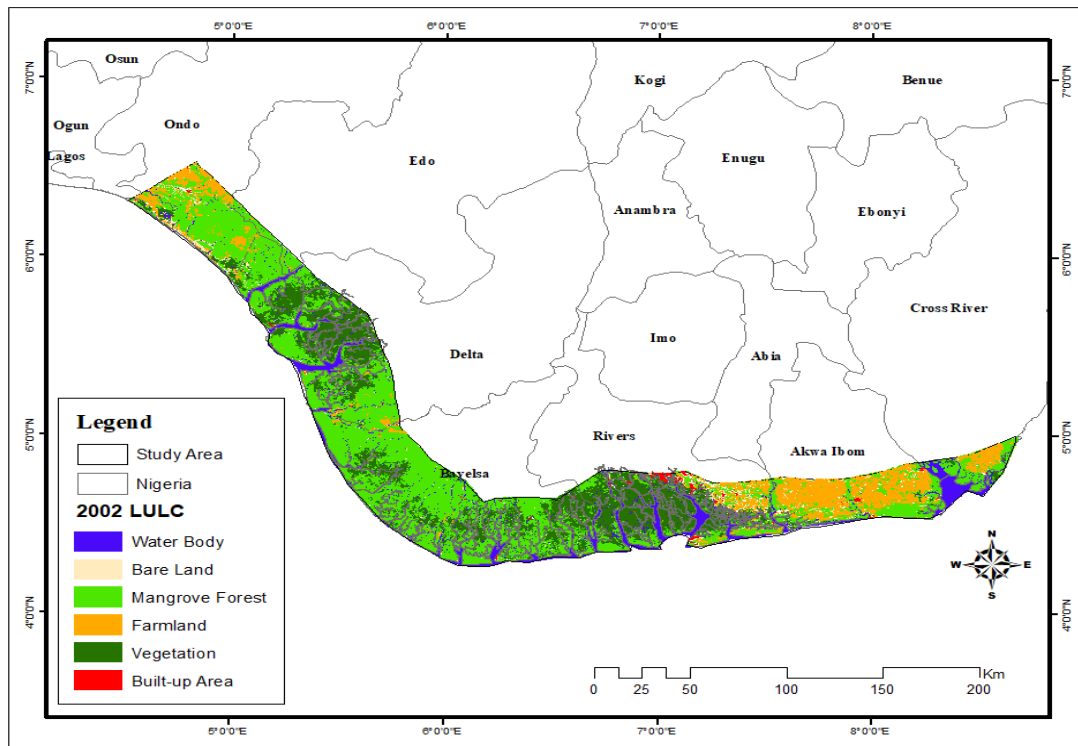 5°0'0"E
6°0'0"E
7°0'0"E
8°0'0"E
7°0'0"N
7°0'0"N
6°0'0"N
6°0'0"N
5°0'0"N
5°0'0"N
4°0'0"N
4°0'0"N
Osun
Kogi
Benue
Ogun
Ondo
Lagos
Edo
Enugu
Anambra
Ebonyi
Cross River
Imo
Delta
Abia
Rivers
Akwa Ibom
Bayelsa
Legend
Study Area
Nigeria
2002 LULC
Water Body
Bare Land
Mangrove Forest
Farmland
Vegetation
Built-up Area
N
W E
S
Km
0 25 50 100 150 200
5°0'0"E
6°0'0"E
7°0'0"E
8°0'0"E